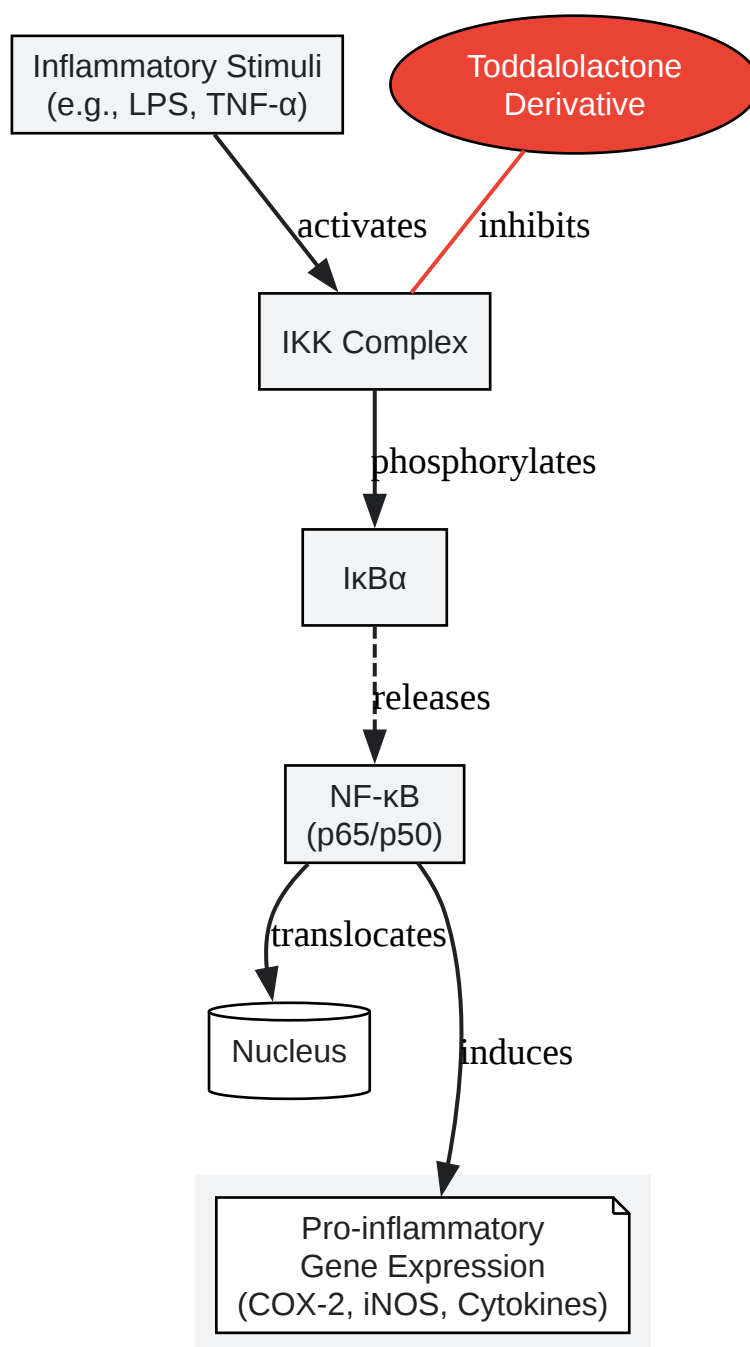 Inflammatory Stimuli
(e.g., LPS, TNF-α)
Toddalolactone
Derivative
activates
inhibits
IKK Complex
phosphorylates
IκBα
releases
NF-κB
(p65/p50)
translocates
Nucleus
induces
Pro-inflammatory
Gene Expression
(COX-2, iNOS, Cytokines)